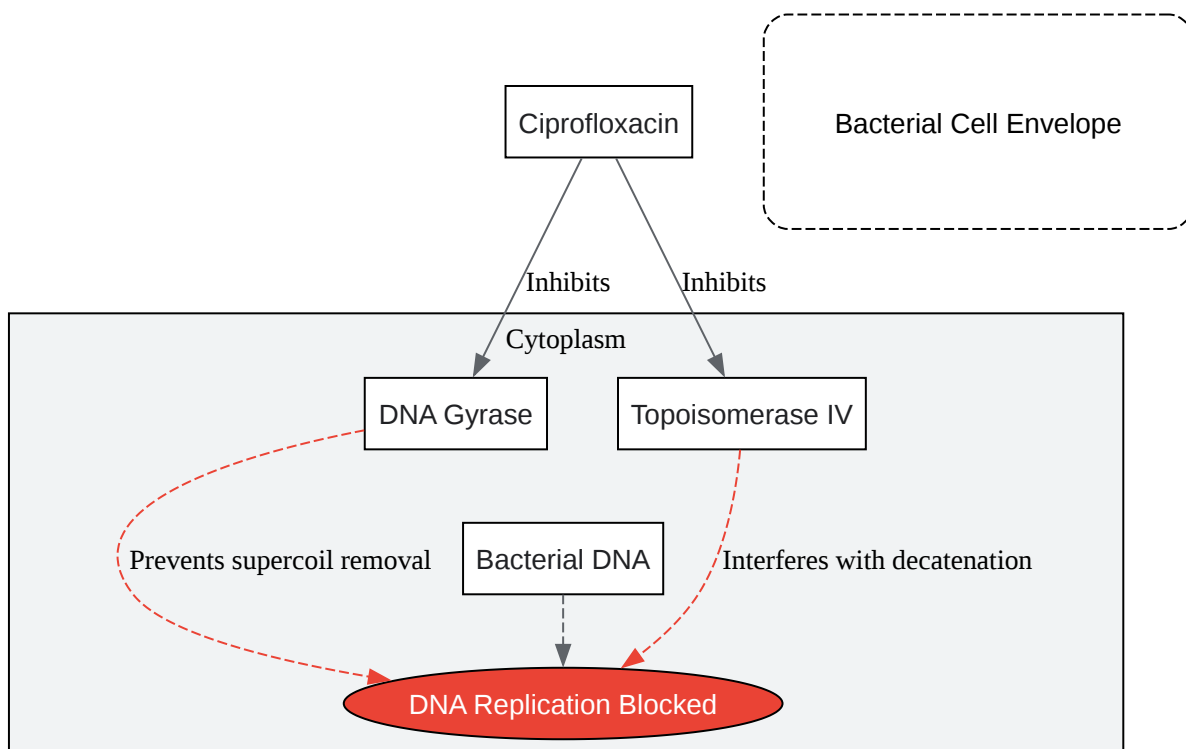 Ciprofloxacin
Bacterial Cell Envelope
Inhibits
Inhibits
Cytoplasm
DNA Gyrase
Topoisomerase IV
Prevents supercoil removal
Bacterial DNA
Interferes with decatenation
DNA Replication Blocked